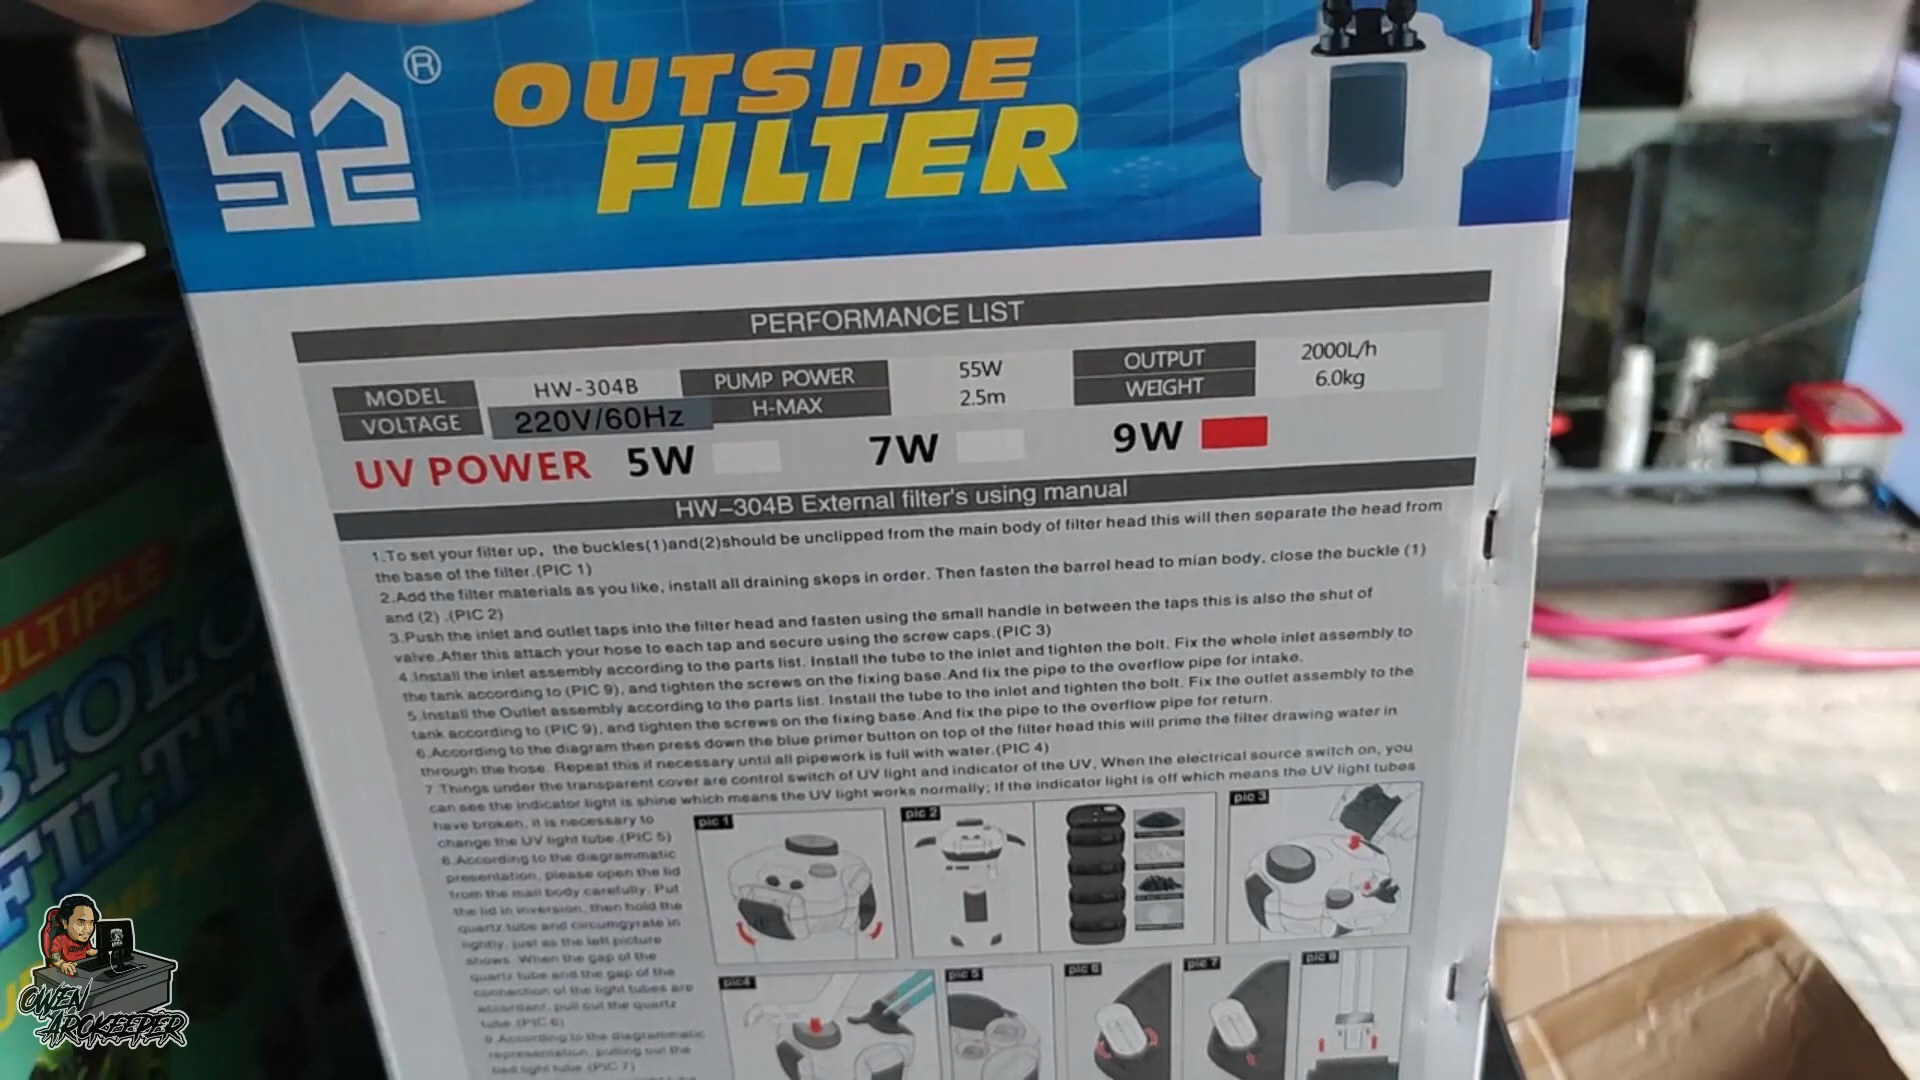 ®
OUTSIDE
FILTER
PERFORMANCE LIST
MODEL HW-304B PUMP POWER 55W OUTPUT 2000L/h
VOLTAGE 220V/60Hz H-MAX 2.5m WEIGHT 6.0kg
UV POWER 5W 7W 9W
HW-304B External filter's using manual
1.To set your filter up, the buckles(1)and(2)should be unclipped from the main body of filter head this will then separate the head from
the base of the filter.(PIC 1)
2.Add the filter materials as you like, install all draining skeps in order. Then fasten the barrel head to mian body, close the buckle (1)
and (2) .(PIC 2)
3.Push the inlet and outlet taps into the filter head and fasten using the small handle in between the taps this is also the shut of
valve.After this attach your hose to each tap and secure using the screw caps.(PIC 3)
4.Install the inlet assembly according to the parts list. Install the tube to the inlet and tighten the bolt. Fix the whole inlet assembly to
the tank according to (PIC 9), and tighten the screws on the fixing base.And fix the pipe to the overflow pipe for intake.
5.Install the Outlet assembly according to the parts list. Install the tube to the inlet and tighten the bolt. Fix the outlet assembly to the
tank according to (PIC 9), and tighten the screws on the fixing base.And fix the pipe to the overflow pipe for return.
6.According to the diagram then press down the blue primer button on top of the filter head this will prime the filter drawing water in
through the hose. Repeat this if necessary until all pipework is full with water.(PIC 4)
7.Things under the transparent cover are control switch of UV light and indicator of the UV. When the electrical source switch on, you
can see the indicator light is shine which means the UV light works normally; If the indicator light is off which means the UV light tubes
have broken, it is necessary to
change the UV light tube.(PIC 5)
8.According to the diagrammatic
presentation, please open the lid
from the mail body carefully. Put
the lid in inversion, then hold the
quartz tube and circumgyrate in
lightly, just as the left picture
shows. When the gap of the
quartz tube and the gap of the
connection of the light tubes are
accordant, pull out the quartz
tube.(PIC 6)
9.According to the diagrammatic
representation, pulling out the
bad light tube.(PIC 7)
pic 1
pic 2
pic 3
pic4
pic 5
pic 6
pic 7
pic 8
ULTIPLE
BIOLO
FILT
OWEN
AROKEEPER